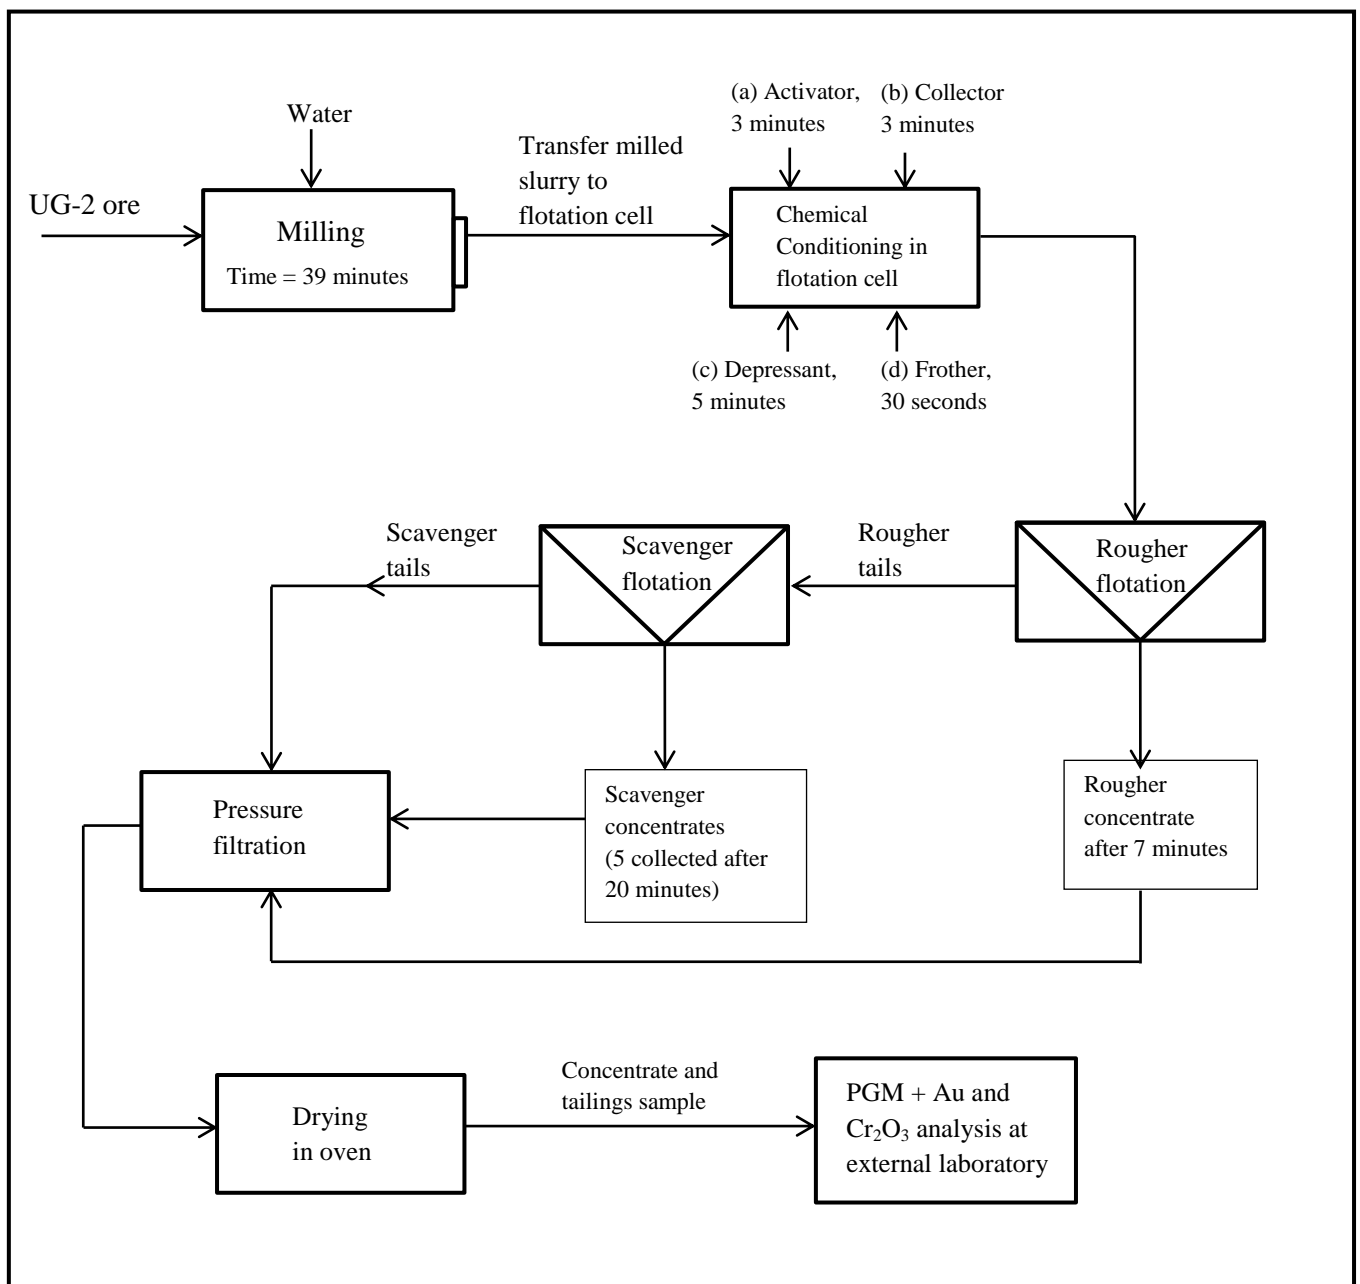 Water
UG-2 ore
Milling
Time = 39 minutes
Transfer milled
slurry to
flotation cell
(a) Activator,
3 minutes
(b) Collector
3 minutes
Chemical
Conditioning in
flotation cell
(c) Depressant,
5 minutes
(d) Frother,
30 seconds
Rougher
flotation
Rougher
tails
Scavenger
flotation
Scavenger
tails
Rougher
concentrate
after 7 minutes
Scavenger
concentrates
(5 collected after
20 minutes)
Pressure
filtration
Drying
in oven
Concentrate and
tailings sample
PGM + Au and
Cr₂O₃ analysis at
external laboratory